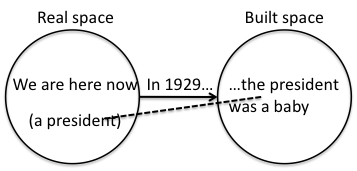 Real space
Built space
We are here now
In 1929…
…the president
was a baby
(a president)